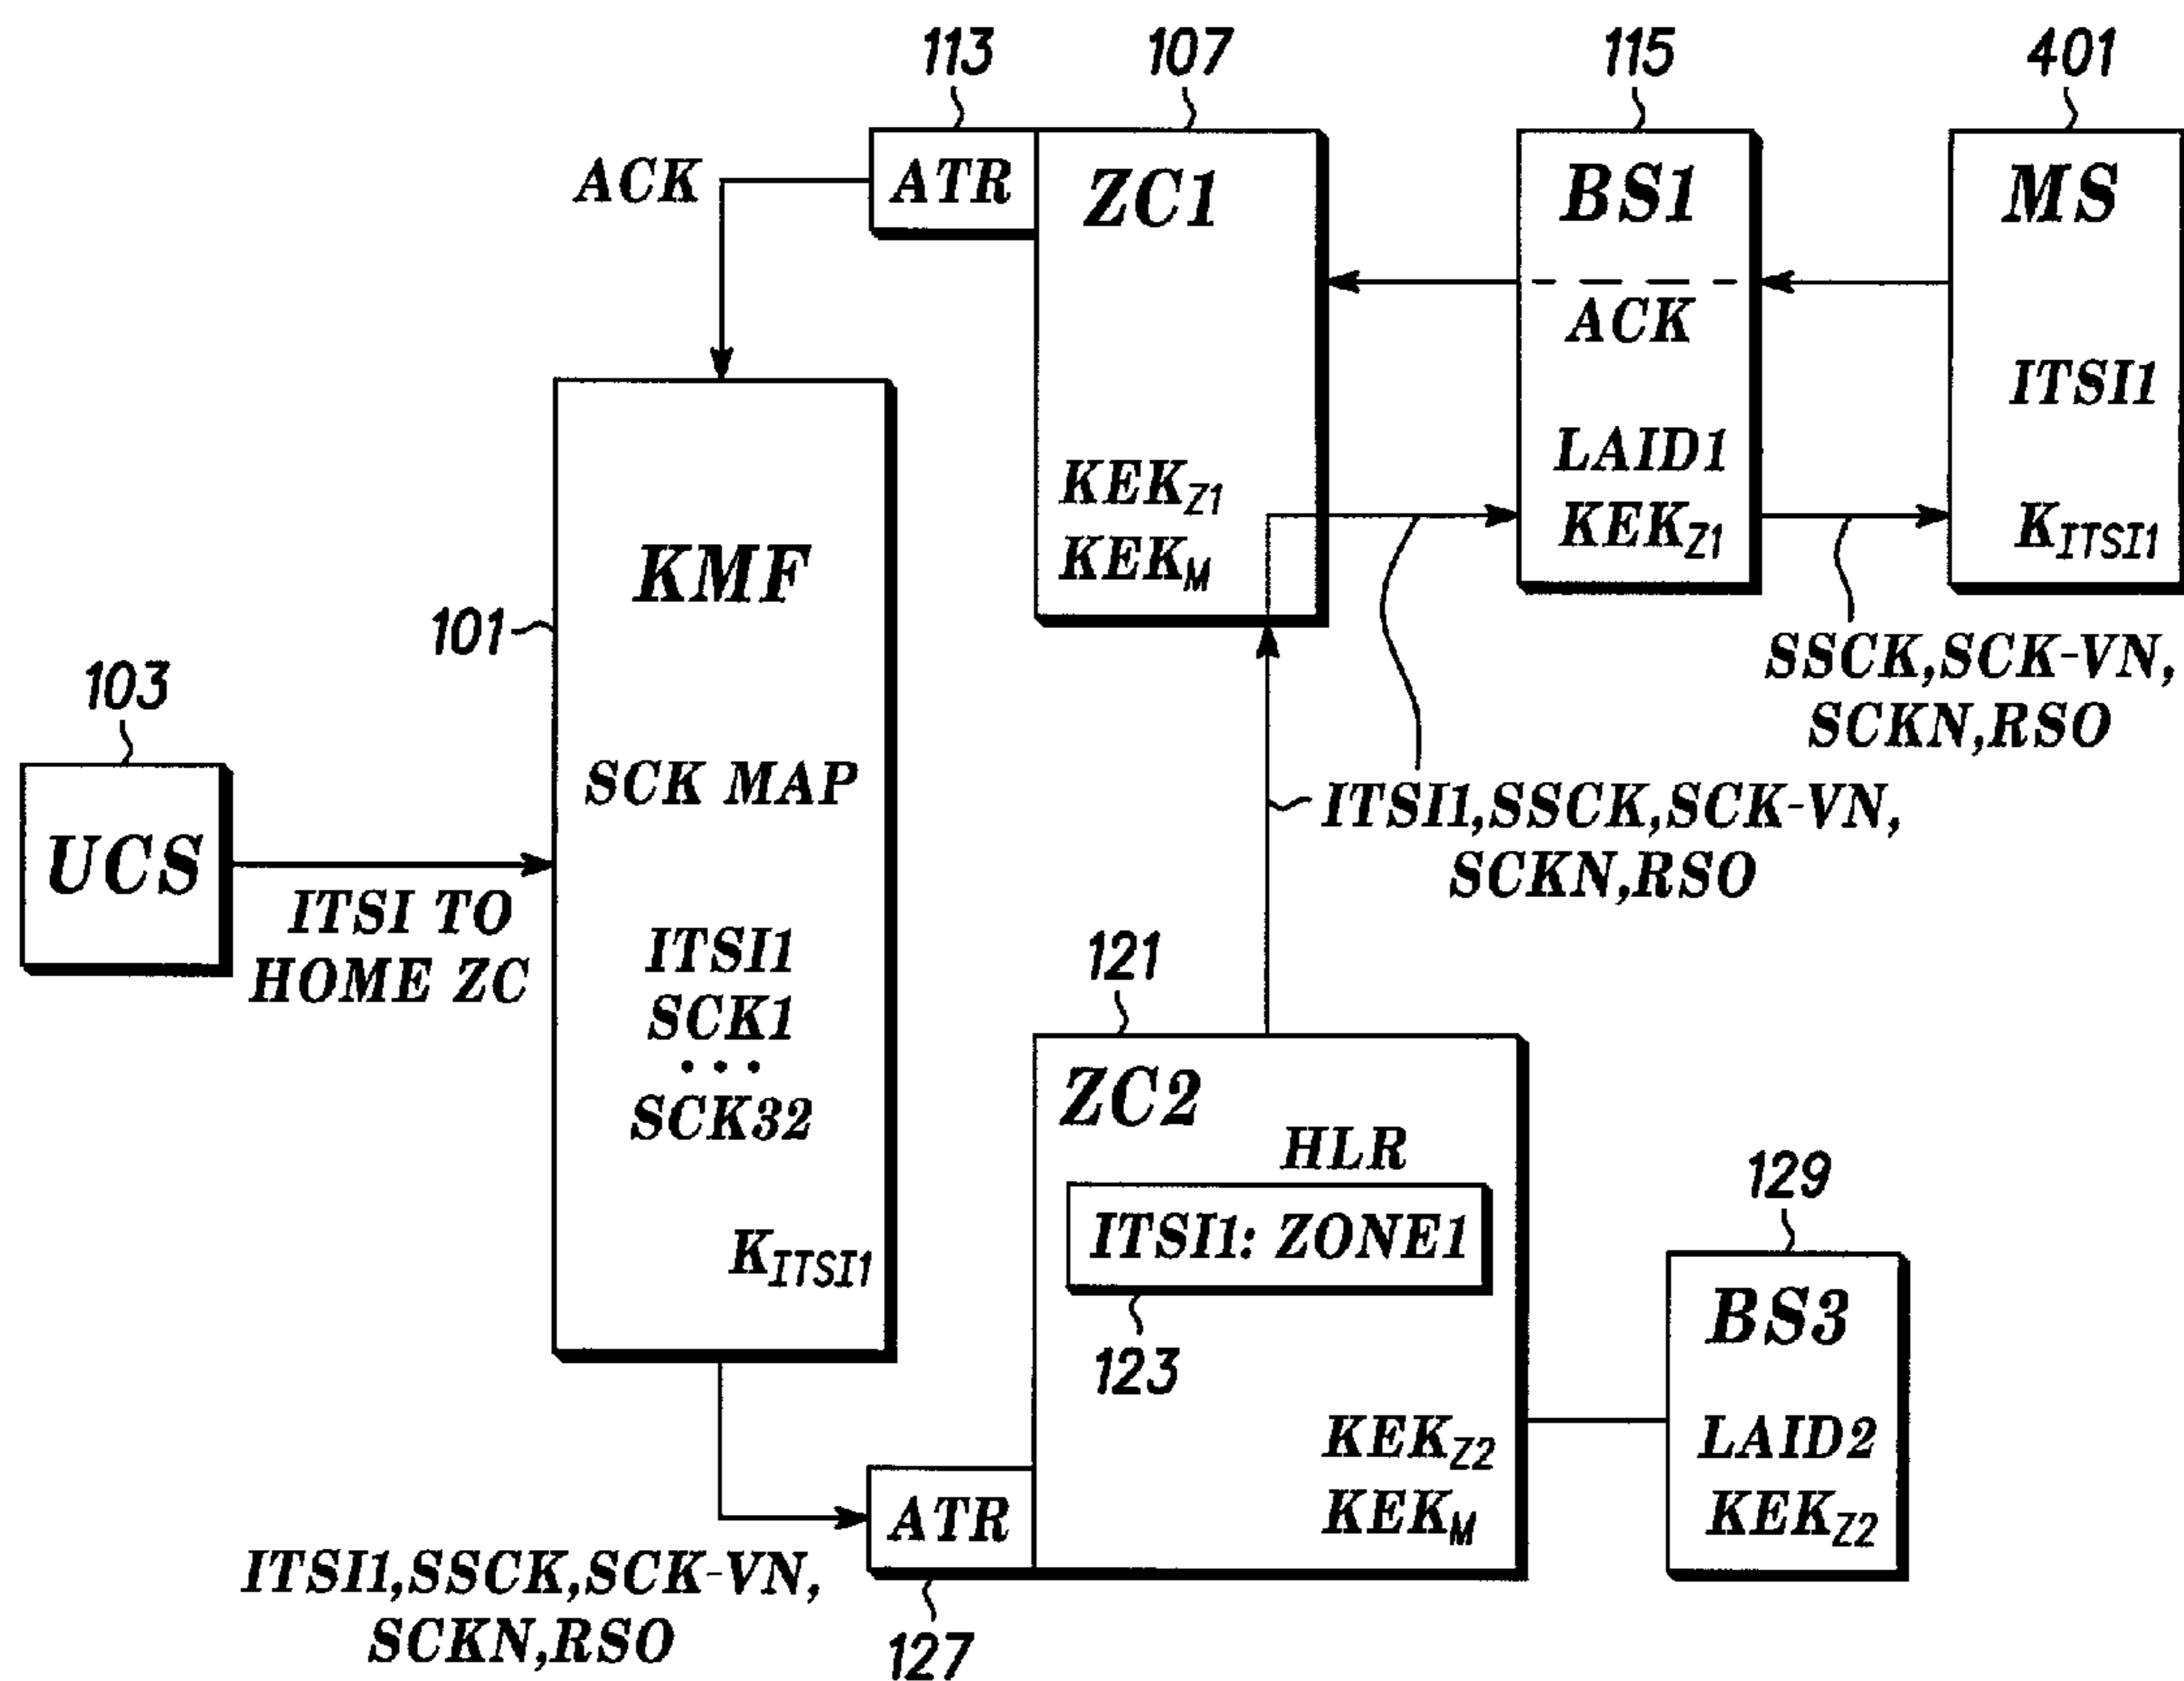 113
107
115
401
ACK
ATR
ZC1
BS1
MS
ACK
ITSI1
LAID1
KEKZ1
KEKM
KEKZ1
KITSI1
101
KMF
SSCK,SCK-VN,
SCKN,RSO
103
SCK MAP
UCS
ITSI TO
HOME ZC
ITSI1
SCK1
...
SCK32
KITSI1
ITSI1,SSCK,SCK-VN,
SCKN,RSO
121
ZC2
HLR
ITSI1: ZONE1
123
129
BS3
LAID2
KEKZ2
KEKZ2
KEKM
ATR
ITSI1,SSCK,SCK-VN,
SCKN,RSO
127